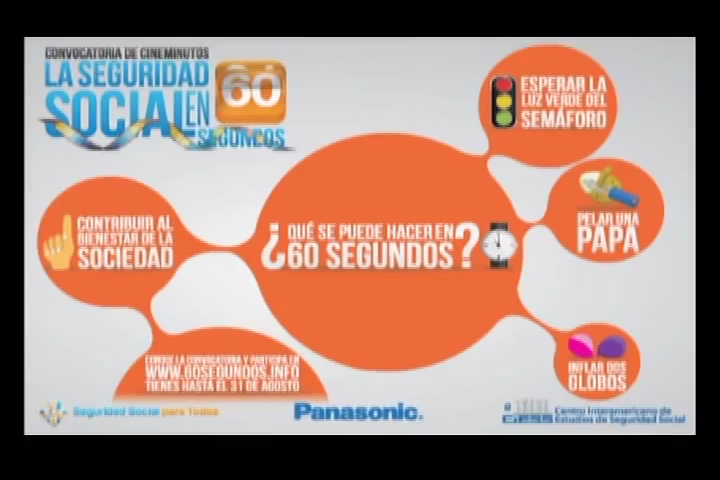 CONVOCATORIA DE CINEMINUTOS
LA SEGURIDAD
SOCIAL EN
60
SEGUNDOS
ESPERAR LA
LUZ VERDE DEL
SEMÁFORO
PELAR UNA
PAPA
CONTRIBUIR AL
BIENESTAR DE LA
SOCIEDAD
¿QUÉ SE PUEDE HACER EN
60 SEGUNDOS?
INFLAR DOS
GLOBOS
CONOCE LA CONVOCATORIA Y PARTICIPA EN
WWW.60SEGUNDOS.INFO
TIENES HASTA EL 31 DE AGOSTO
Seguridad Social para Todos
Panasonic.
CIESS
Centro Interamericano de
Estudios de Seguridad Social